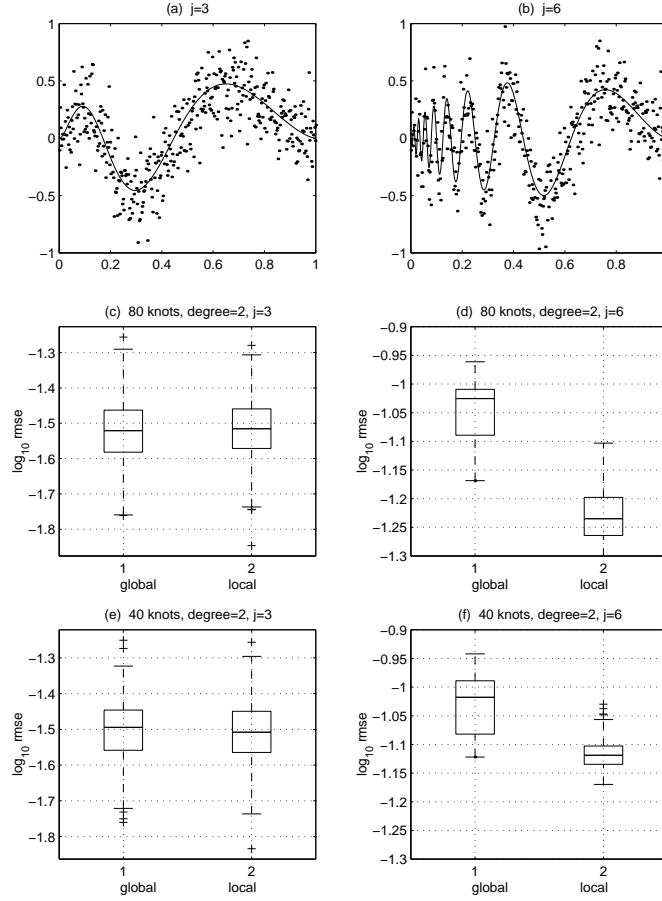 (a) j=3
1
0.5
0
−0.5
−1
0 0.2 0.4 0.6 0.8 1
(b) j=6
1
0.5
0
−0.5
−1
0 0.2 0.4 0.6 0.8
(c) 80 knots, degree=2, j=3
−1.3
−1.4
−1.5
−1.6
−1.7
−1.8
log10 rmse
1 2
global local
(d) 80 knots, degree=2, j=6
−0.9
−0.95
−1
−1.05
−1.1
−1.15
−1.2
−1.25
−1.3
log10 rmse
1 2
global local
(e) 40 knots, degree=2, j=3
−1.3
−1.4
−1.5
−1.6
−1.7
−1.8
log10 rmse
1 2
global local
(f) 40 knots, degree=2, j=6
−0.9
−0.95
−1
−1.05
−1.1
−1.15
−1.2
−1.25
−1.3
log10 rmse
1 2
global local